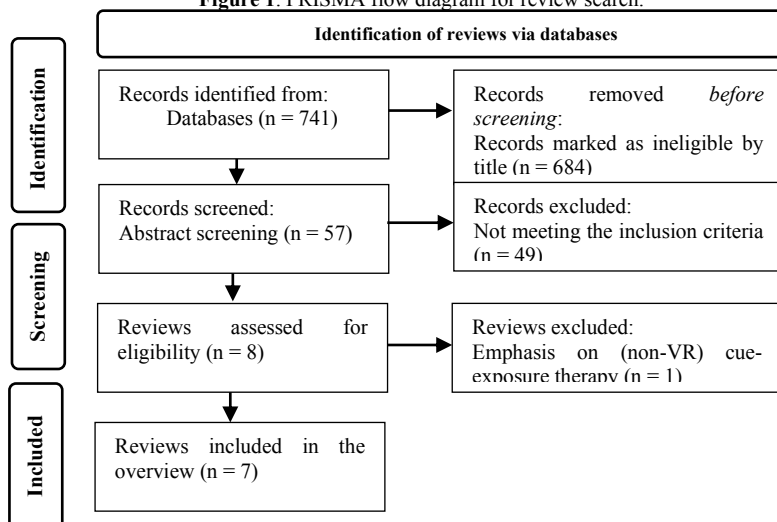 Figure 1. PRISMA flow diagram for review search.
Identification of reviews via databases
Identification
Records identified from:
Databases (n = 741)
Records removed before
screening:
Records marked as ineligible by
title (n = 684)
Screening
Records screened:
Abstract screening (n = 57)
Records excluded:
Not meeting the inclusion criteria
(n = 49)
Reviews assessed for
eligibility (n = 8)
Reviews excluded:
Emphasis on (non-VR) cue-
exposure therapy (n = 1)
Included
Reviews included in the
overview (n = 7)